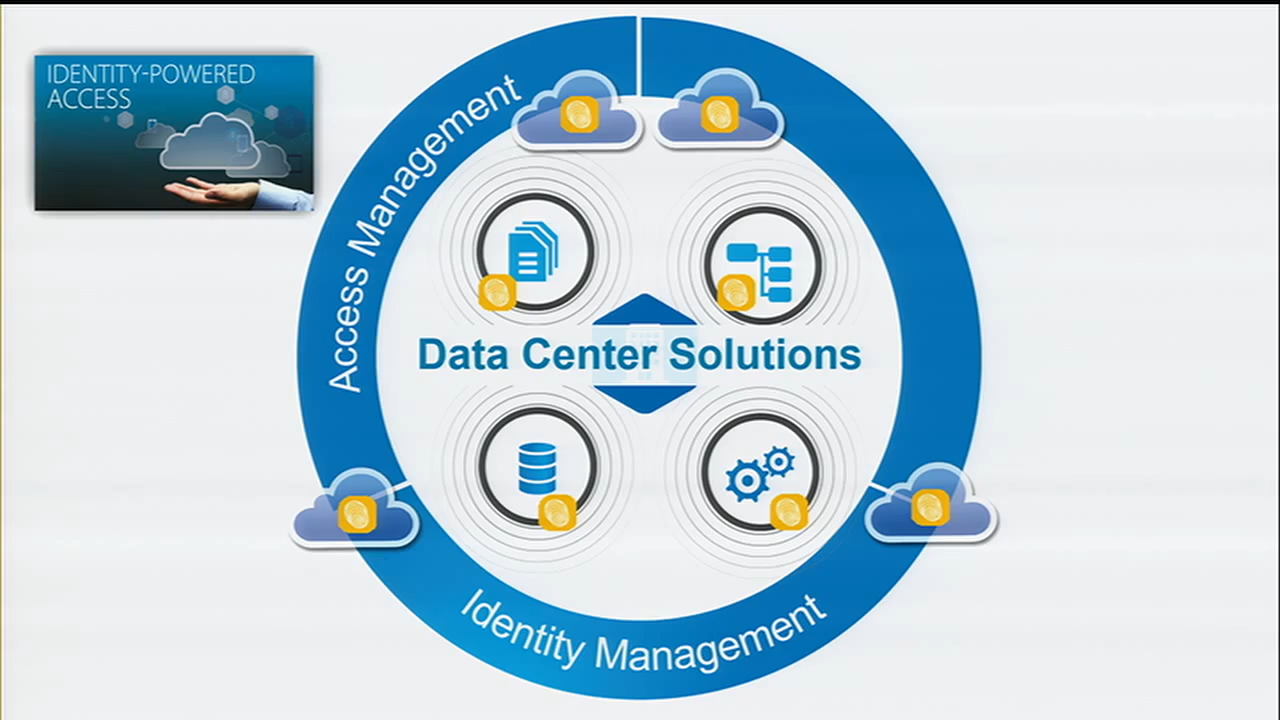 IDENTITY-POWERED
ACCESS
Access Management
Data Center Solutions
Identity Management